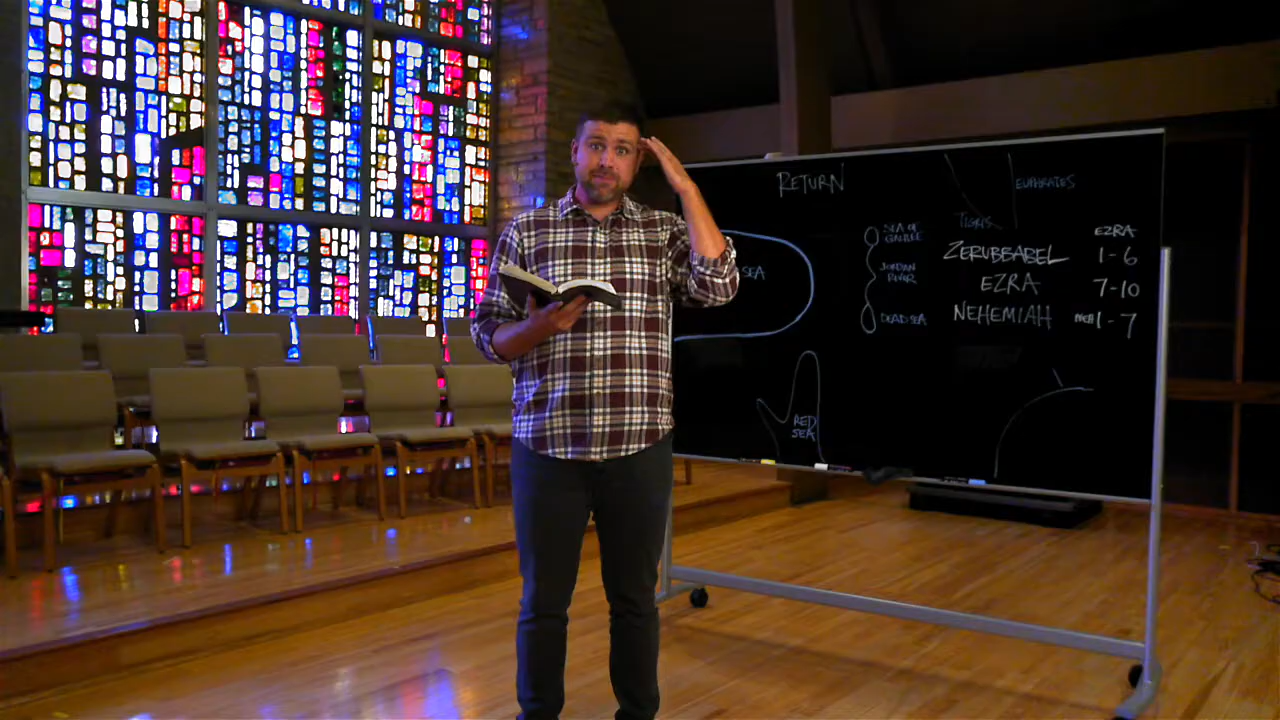 RETURN
EUPHRATES
TIGRIS
SEA OF
GALILEE
EZRA
ZERUBBABEL 1-6
SEA
JORDAN
RIVER
EZRA 7-10
DEAD SEA
NEHEMIAH NEH 1-7
RED
SEA